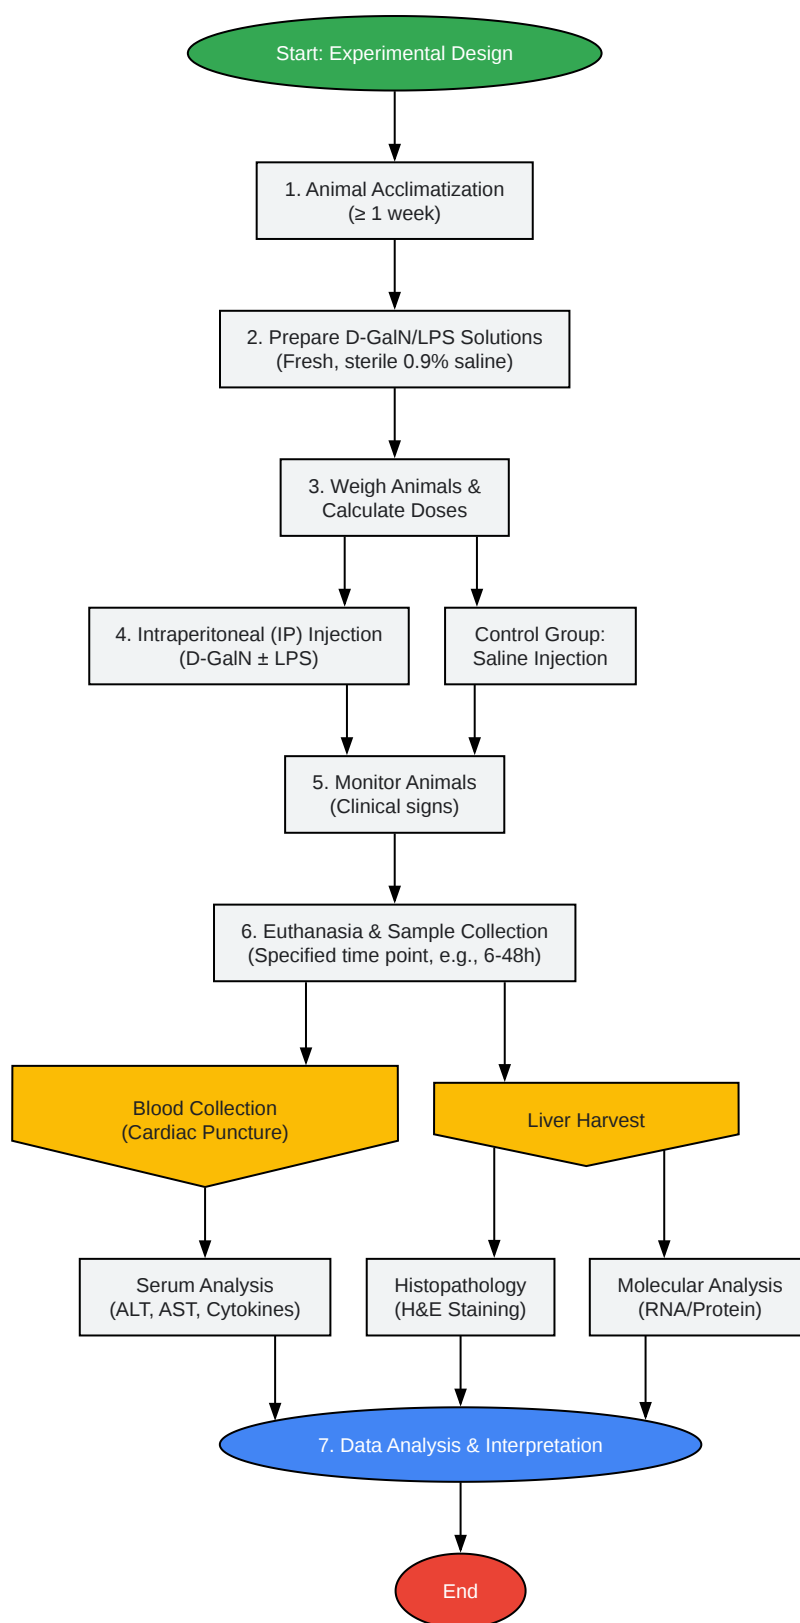 Start: Experimental Design
1. Animal Acclimatization
(≥ 1 week)
2. Prepare D-GalN/LPS Solutions
(Fresh, sterile 0.9% saline)
3. Weigh Animals &
Calculate Doses
4. Intraperitoneal (IP) Injection
(D-GalN ± LPS)
Control Group:
Saline Injection
5. Monitor Animals
(Clinical signs)
6. Euthanasia & Sample Collection
(Specified time point, e.g., 6-48h)
Blood Collection
(Cardiac Puncture)
Liver Harvest
Serum Analysis
(ALT, AST, Cytokines)
Histopathology
(H&E Staining)
Molecular Analysis
(RNA/Protein)
7. Data Analysis & Interpretation
End